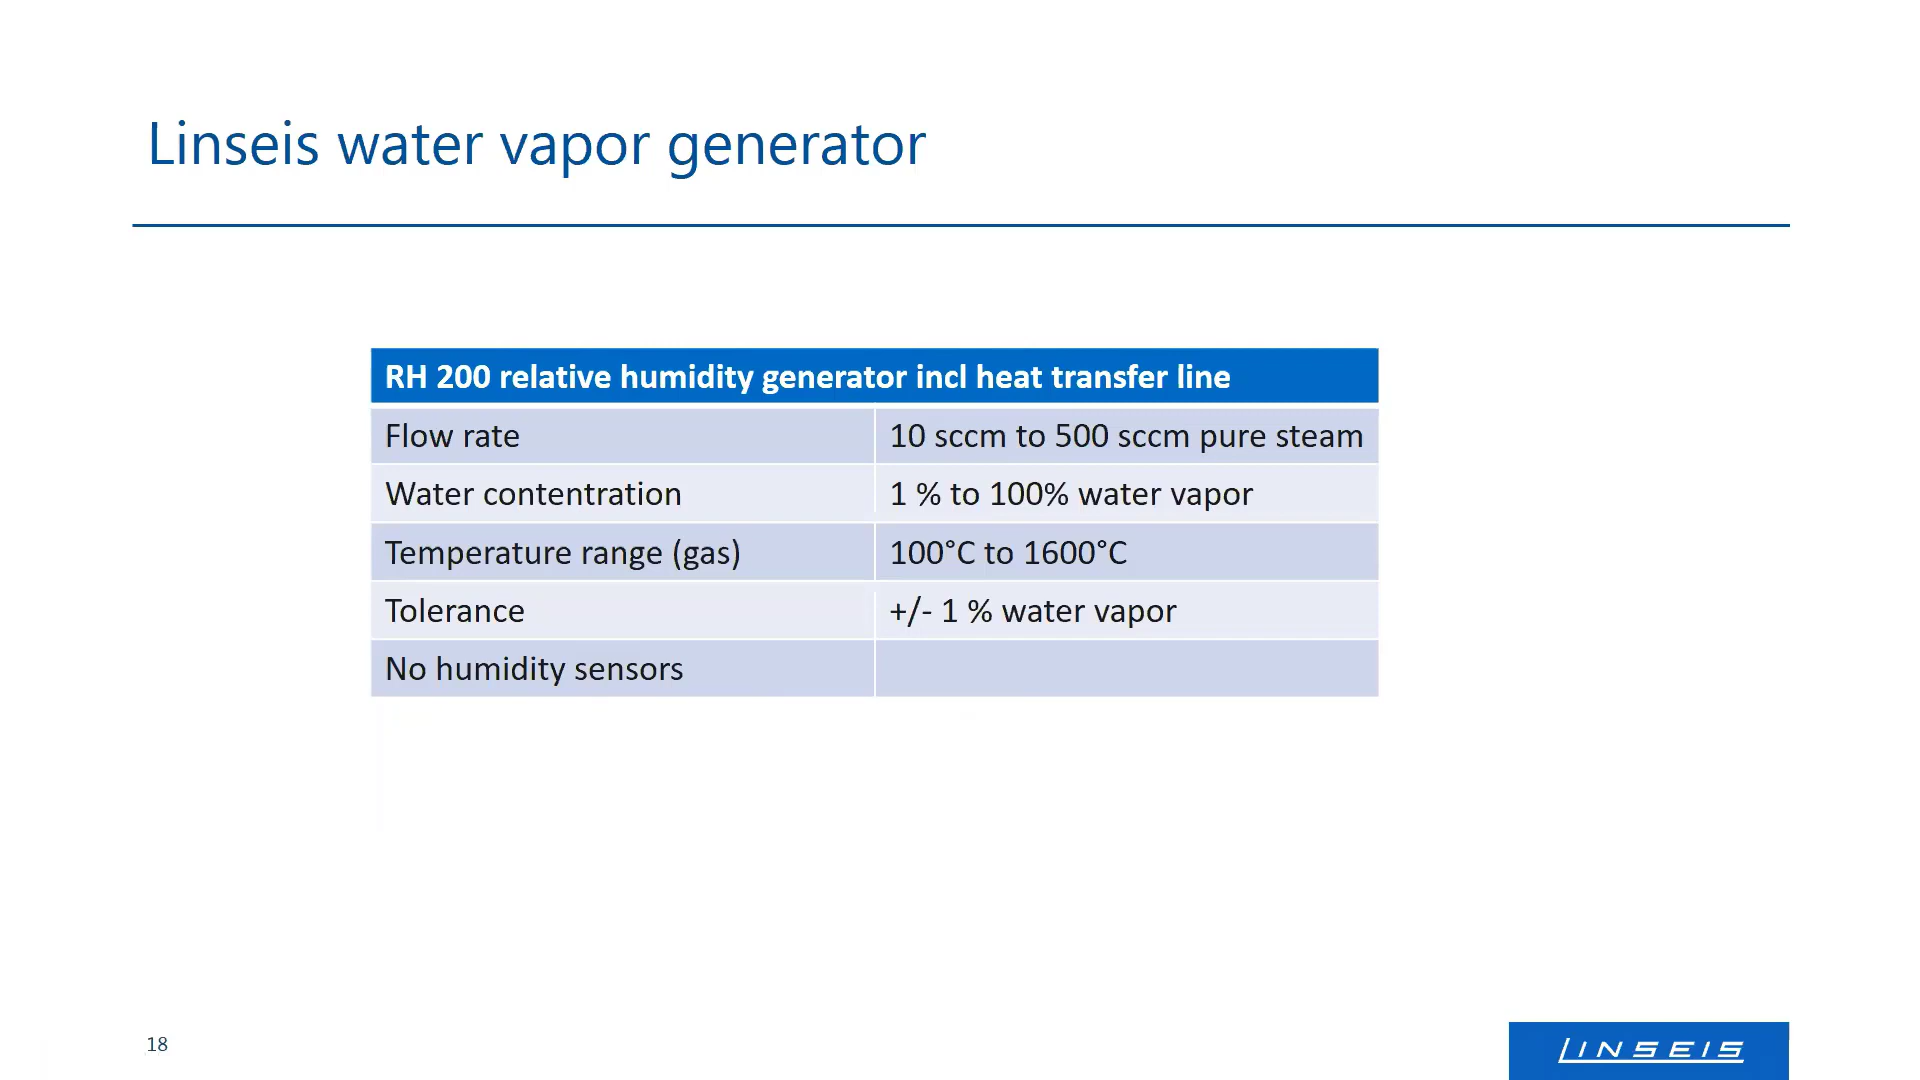 Linseis water vapor generator
RH 200 relative humidity generator incl heat transfer line
Flow rate 10 sccm to 500 sccm pure steam
Water contentration 1 % to 100% water vapor
Temperature range (gas) 100°C to 1600°C
Tolerance +/- 1 % water vapor
No humidity sensors
18
LINSEIS